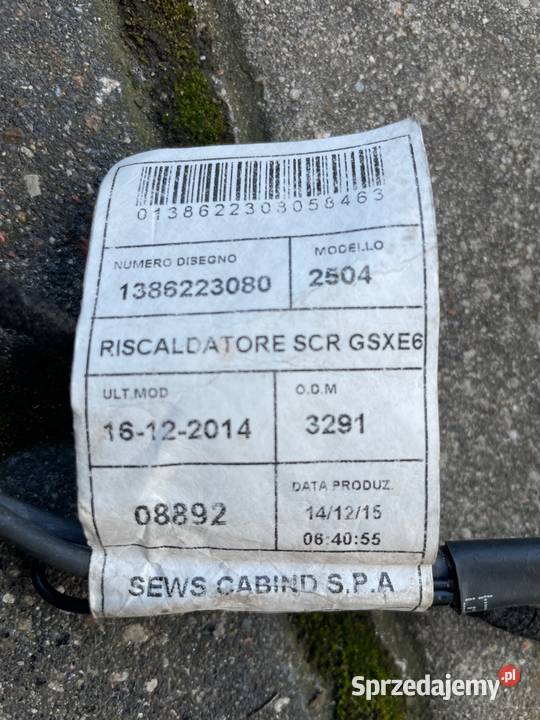 0138622308058463
NUMERO DISEGNO
1386223080
MODELLO
2504
RISCALDATORE SCR GSXE6
ULT.MOD
16-12-2014
O.D.M
3291
08892
DATA PRODUZ.
14/12/15
06:40:55
SEWS CABIND S.P.A
Sprzedajemy.pl